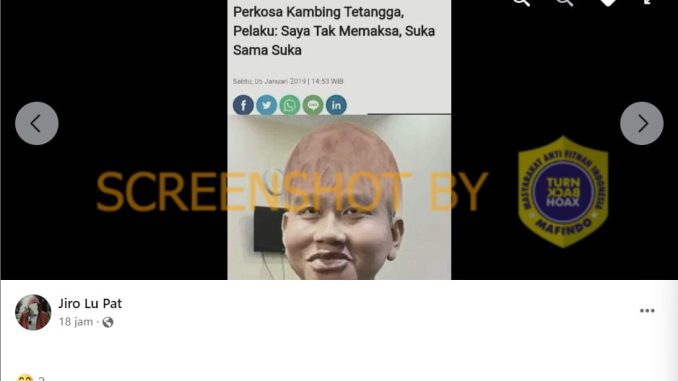 Perkosa Kambing Tetangga,
Pelaku: Saya Tak Memaksa, Suka
Sama Suka
Sabtu, 05 Januari 2019 | 14:53 WIB
SCREENSHOT BY
MASYARAKAT ANTI FITNAH INDONESIA
TURN
BACK
HOAX
MAFINDO
Jiro Lu Pat
18 jam ·